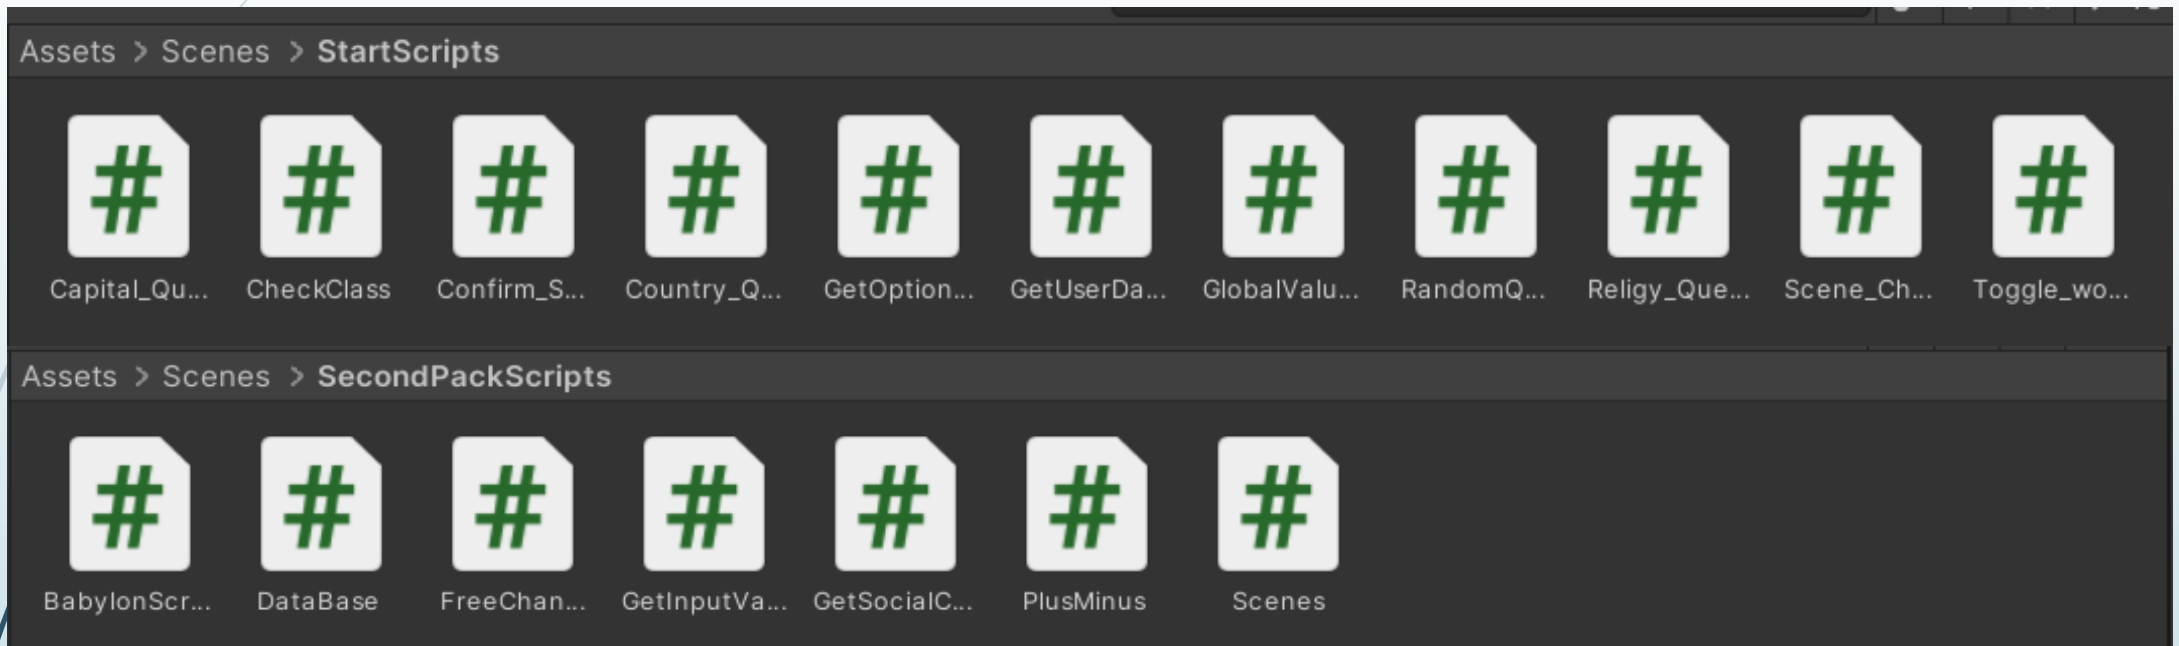 Assets > Scenes > StartScripts
Capital_Qu... CheckClass Confirm_S... Country_Q... GetOption... GetUserDa... GlobalValu... RandomQ... Religy_Que... Scene_Ch... Toggle_wo...
Assets > Scenes > SecondPackScripts
BabylonScr... DataBase FreeChan... GetInputVa... GetSocialC... PlusMinus Scenes